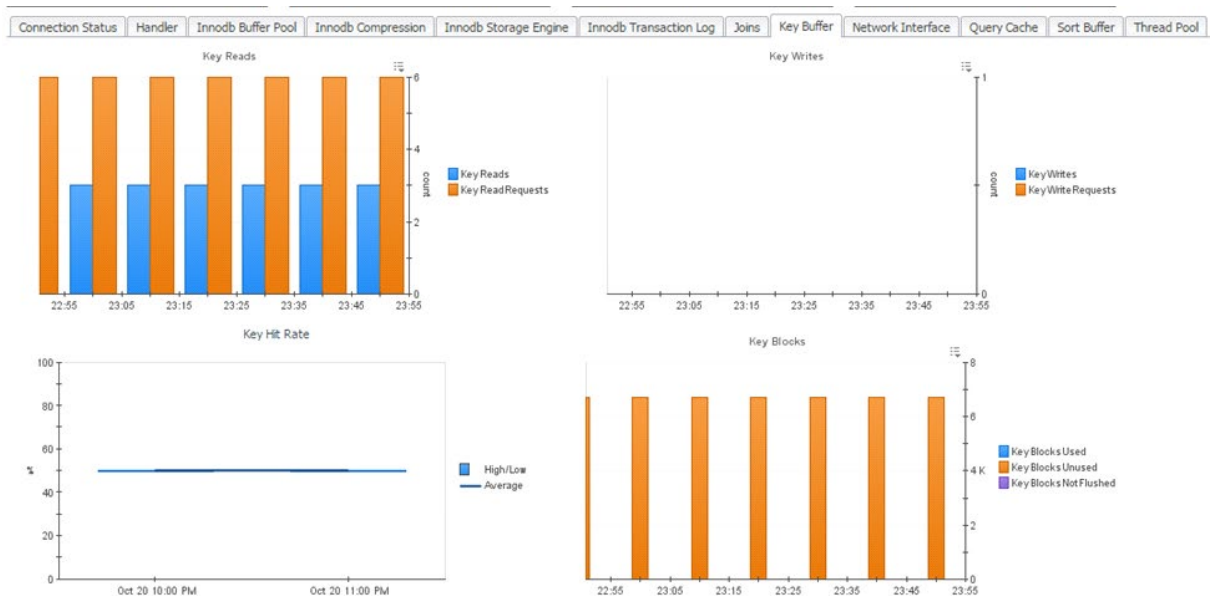 Connection Status Handler Innodb Buffer Pool Innodb Compression Innodb Storage Engine Innodb Transaction Log Joins Key Buffer Network Interface Query Cache Sort Buffer Thread Pool
Key Reads
6
4
2
0
count
Key Reads
Key Read Requests
22:55 23:05 23:15 23:25 23:35 23:45 23:55
Key Writes
1
0
count
Key Writes
Key Write Requests
22:55 23:05 23:15 23:25 23:35 23:45 23:55
Key Hit Rate
100
80
60
40
20
0
%
High/Low
Average
Oct 20 10:00 PM Oct 20 11:00 PM
Key Blocks
8
6
4 K
2
0
Key Blocks Used
Key Blocks Unused
Key Blocks Not Flushed
22:55 23:05 23:15 23:25 23:35 23:45 23:55